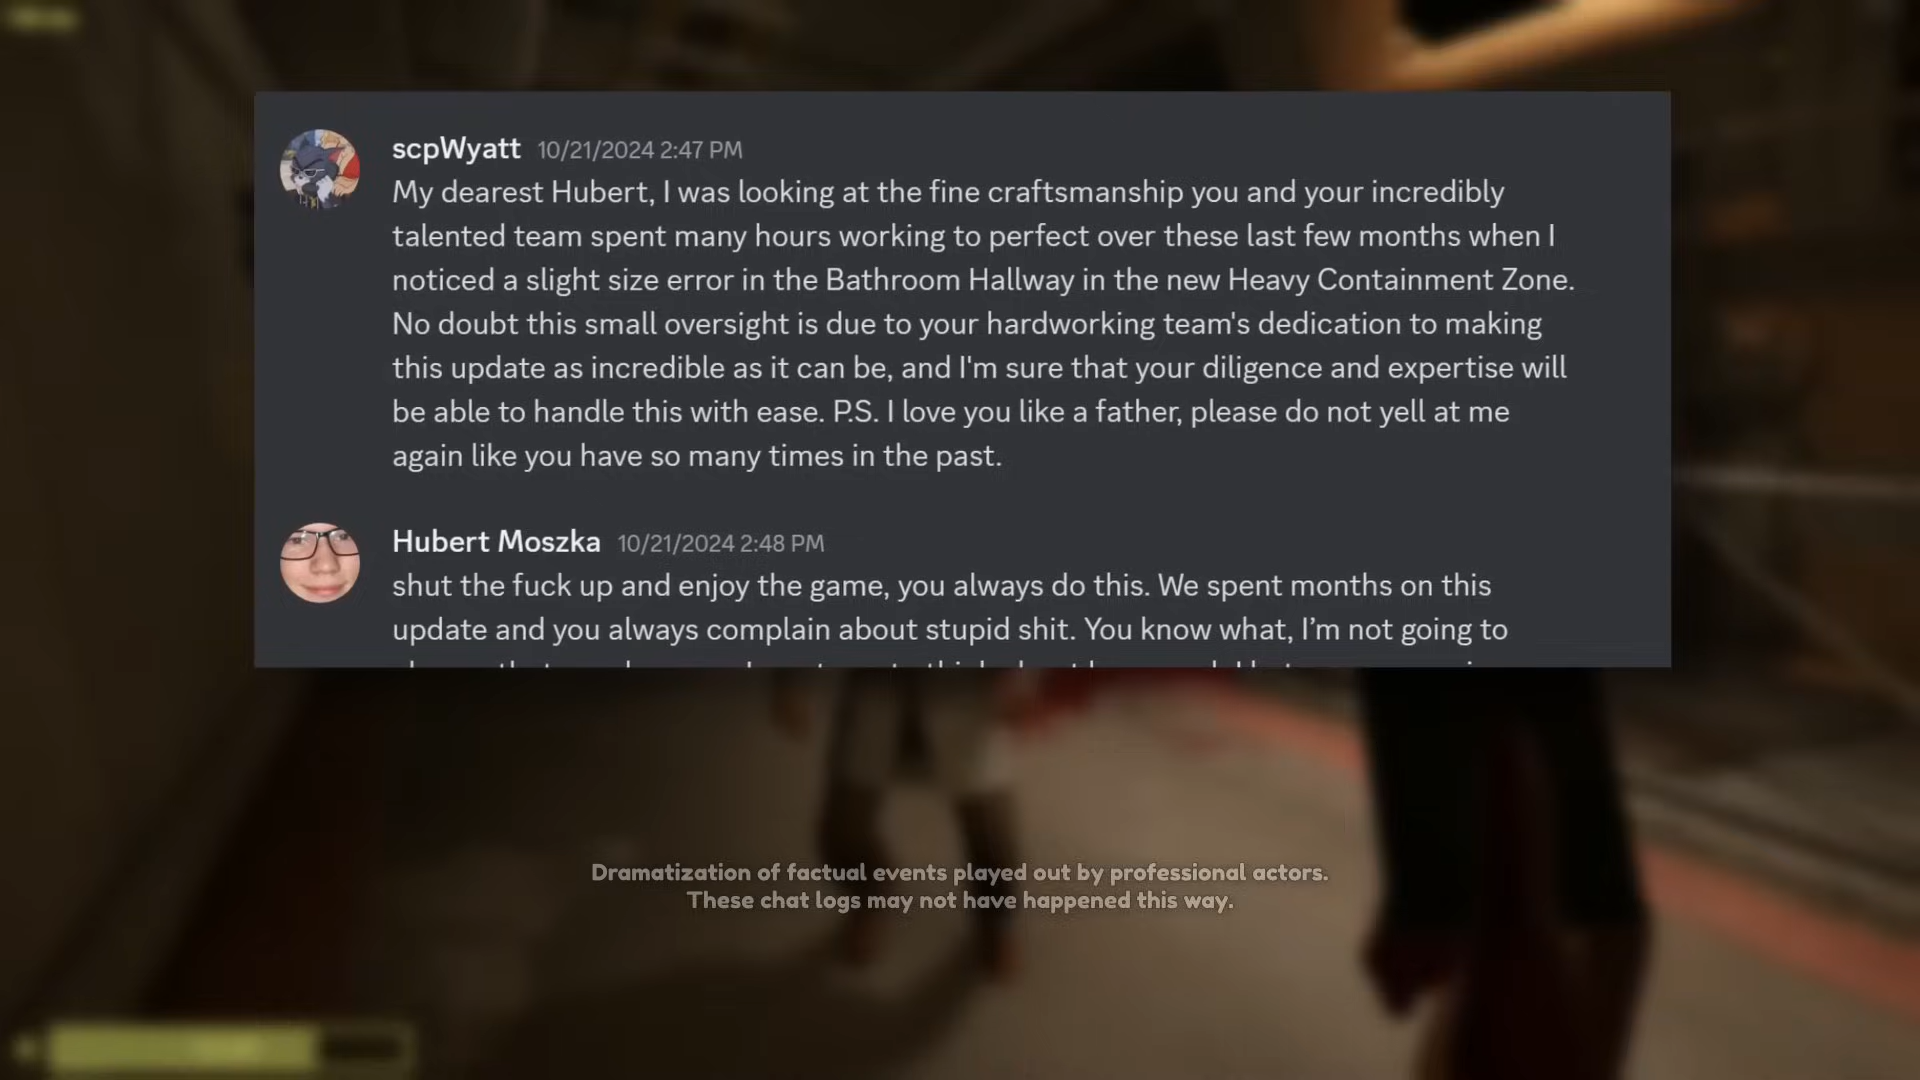 scpWyatt 10/21/2024 2:47 PM
My dearest Hubert, I was looking at the fine craftsmanship you and your incredibly
talented team spent many hours working to perfect over these last few months when I
noticed a slight size error in the Bathroom Hallway in the new Heavy Containment Zone.
No doubt this small oversight is due to your hardworking team's dedication to making
this update as incredible as it can be, and I'm sure that your diligence and expertise will
be able to handle this with ease. P.S. I love you like a father, please do not yell at me
again like you have so many times in the past.
Hubert Moszka 10/21/2024 2:48 PM
shut the fuck up and enjoy the game, you always do this. We spent months on this
update and you always complain about stupid shit. You know what, I’m not going to
Dramatization of factual events played out by professional actors.
These chat logs may not have happened this way.